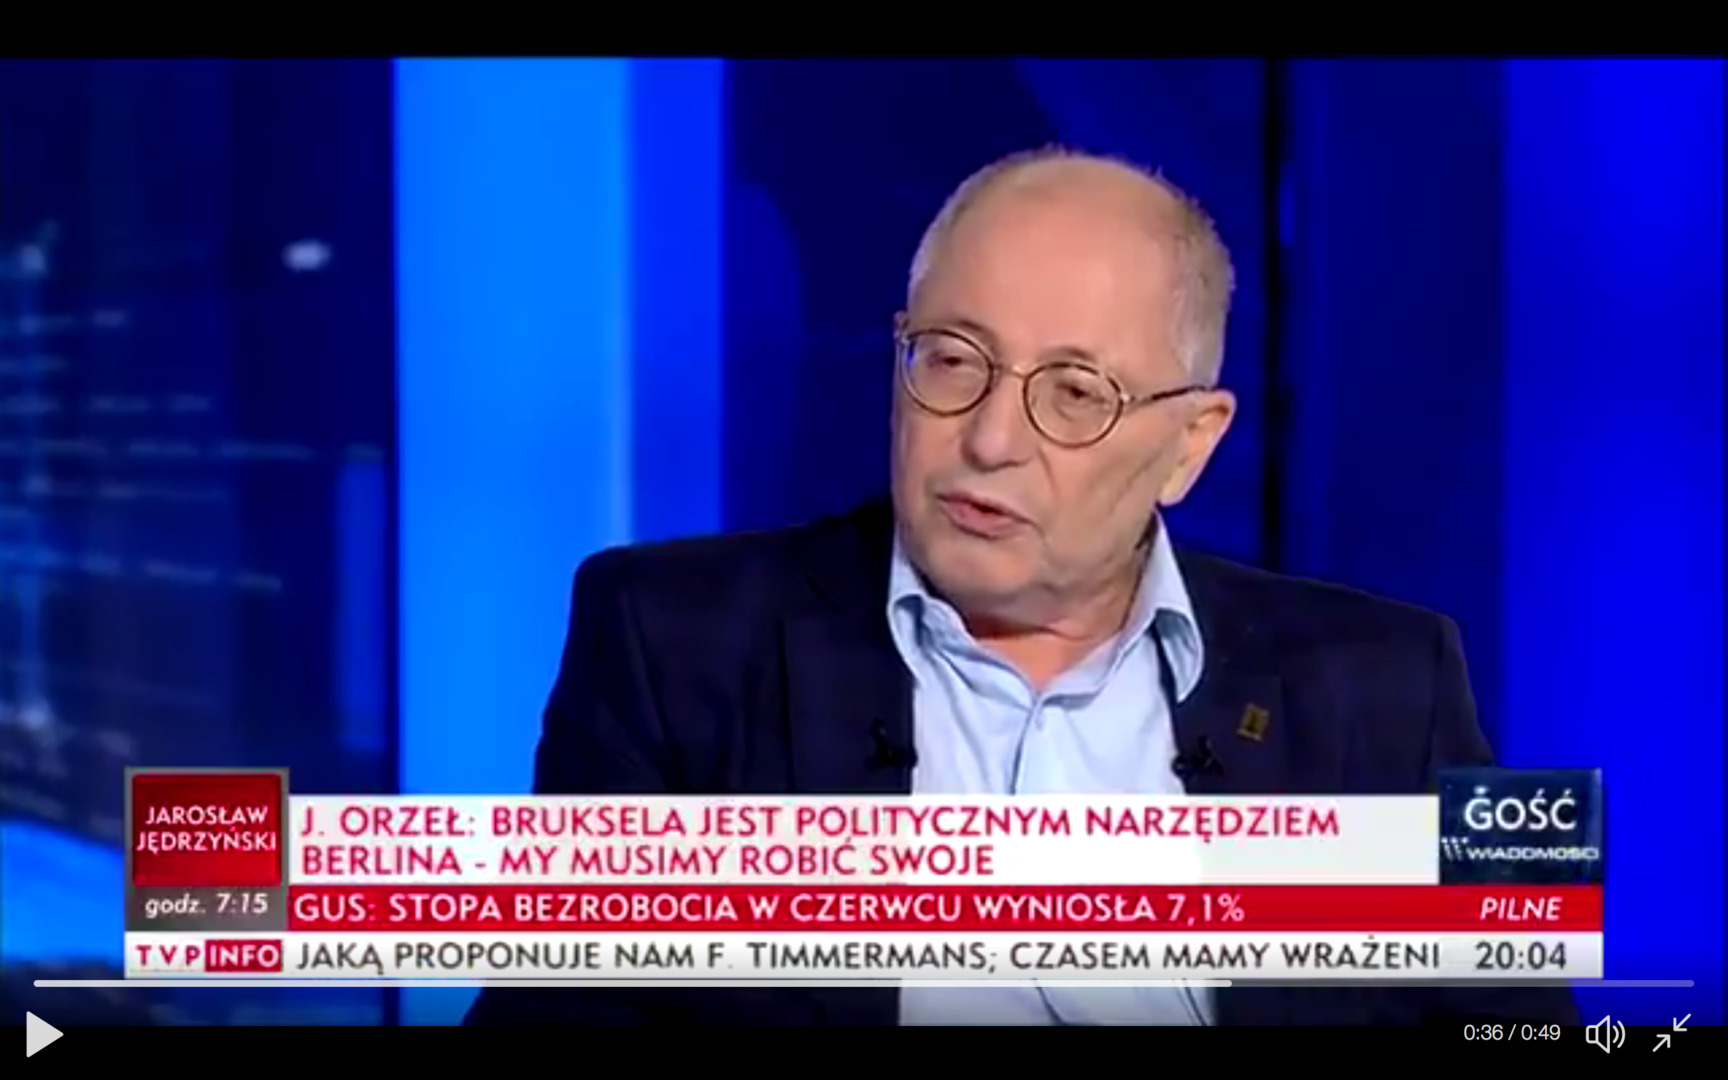 JAROSŁAW
JĘDRZYŃSKI
godz. 7:15
J. ORZEŁ: BRUKSELA JEST POLITYCZNYM NARZĘDZIEM
BERLINA - MY MUSIMY ROBIĆ SWOJE
GOŚĆ
WIADOMOŚCI
GUS: STOPA BEZROBOCIA W CZERWCU WYNIOSŁA 7,1%
PILNE
TVP INFO
JAKĄ PROPONUJE NAM F. TIMMERMANS; CZASEM MAMY WRAŻENI
20:04
0:36 / 0:49